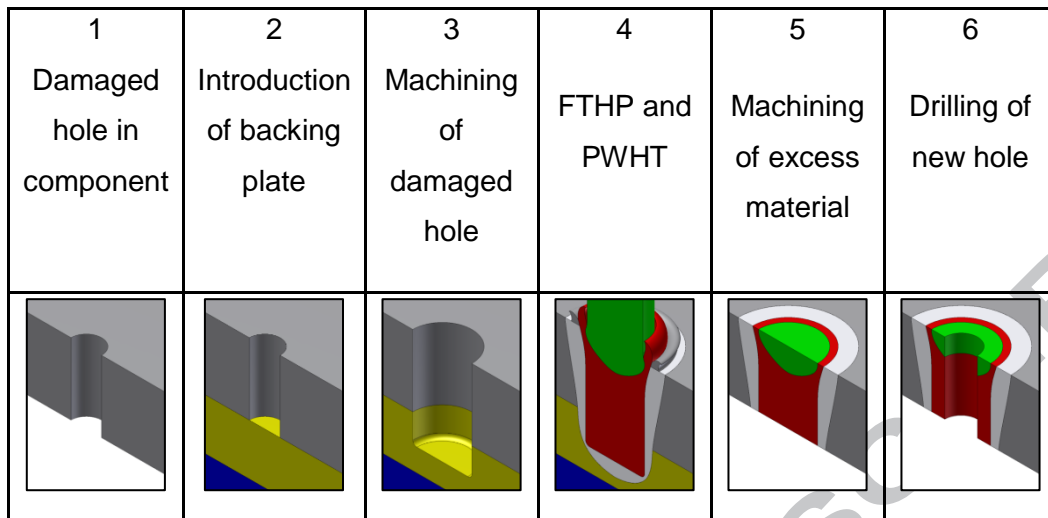 1
Damaged
hole in
component
2
Introduction
of backing
plate
3
Machining
of
damaged
hole
4
FTHP and
PWHT
5
Machining
of excess
material
6
Drilling of
new hole